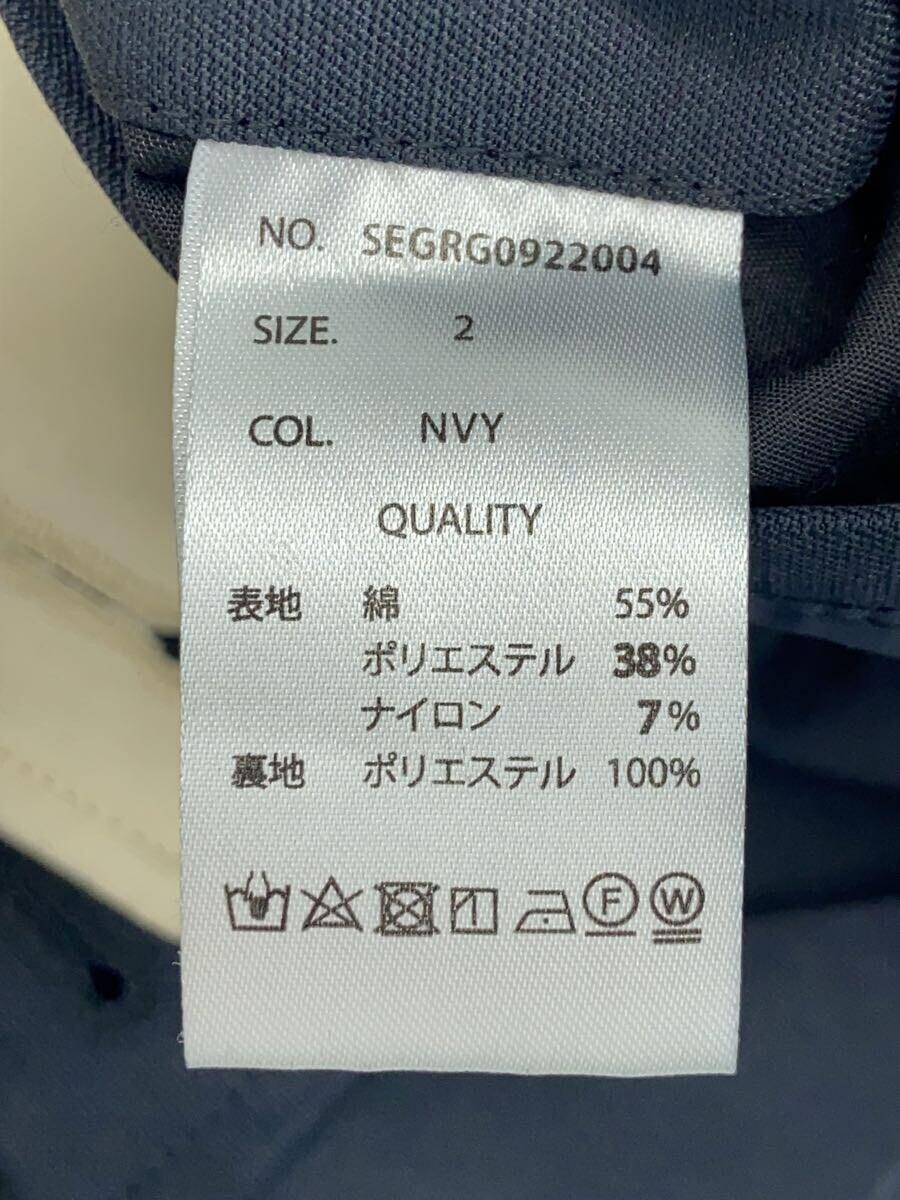 NO. SEGRG0922004
SIZE. 2
COL. NVY
QUALITY
表地 綿 55%
ポリエステル 38%
ナイロン 7%
裏地 ポリエステル 100%
F W